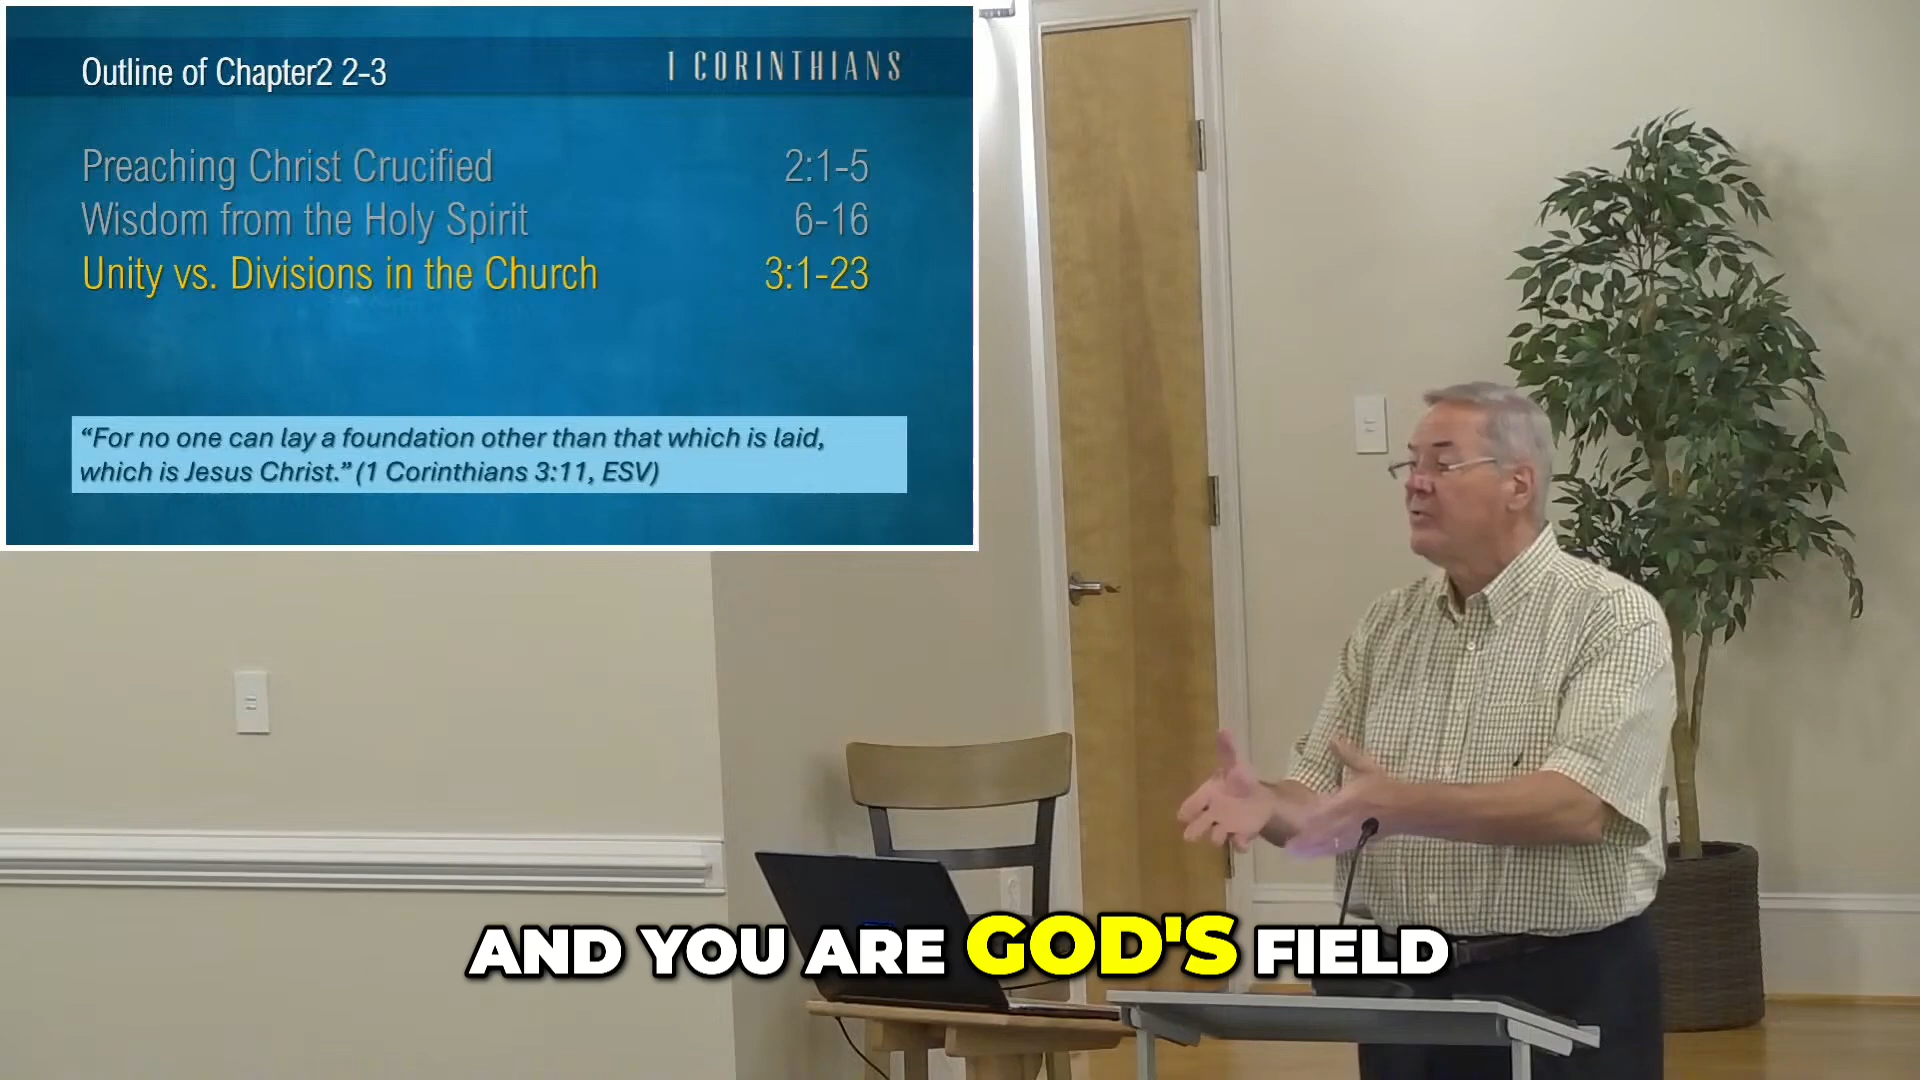 Outline of Chapter2 2-3
1 CORINTHIANS
Preaching Christ Crucified 2:1-5
Wisdom from the Holy Spirit 6-16
Unity vs. Divisions in the Church 3:1-23
“For no one can lay a foundation other than that which is laid,
which is Jesus Christ.” (1 Corinthians 3:11, ESV)
AND YOU ARE GOD'S FIELD